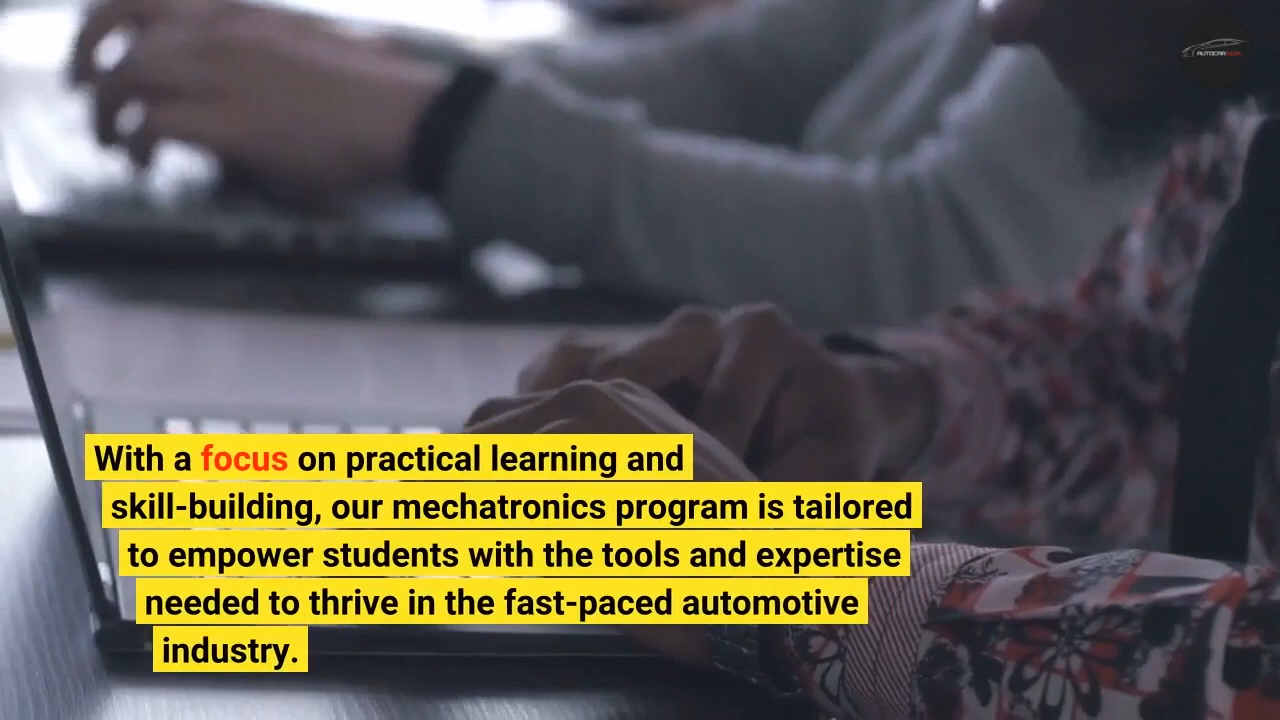 AUTOCAR
With a focus on practical learning and
skill-building, our mechatronics program is tailored
to empower students with the tools and expertise
needed to thrive in the fast-paced automotive
industry.